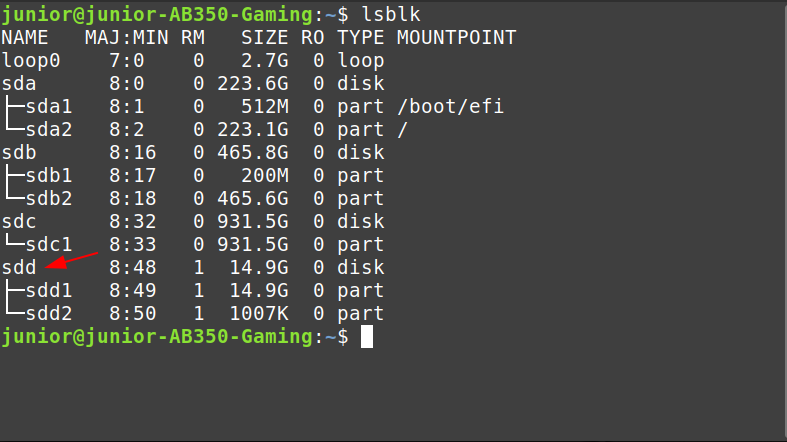 junior@junior-AB350-Gaming:~$ lsblk
NAME   MAJ:MIN RM   SIZE RO TYPE MOUNTPOINT
loop0    7:0    0   2.7G  0 loop
sda      8:0    0 223.6G  0 disk
├─sda1   8:1    0   512M  0 part /boot/efi
└─sda2   8:2    0 223.1G  0 part /
sdb      8:16   0 465.8G  0 disk
├─sdb1   8:17   0   200M  0 part
└─sdb2   8:18   0 465.6G  0 part
sdc      8:32   0 931.5G  0 disk
└─sdc1   8:33   0 931.5G  0 part
sdd      8:48   1  14.9G  0 disk
├─sdd1   8:49   1  14.9G  0 part
└─sdd2   8:50   1  1007K  0 part
junior@junior-AB350-Gaming:~$